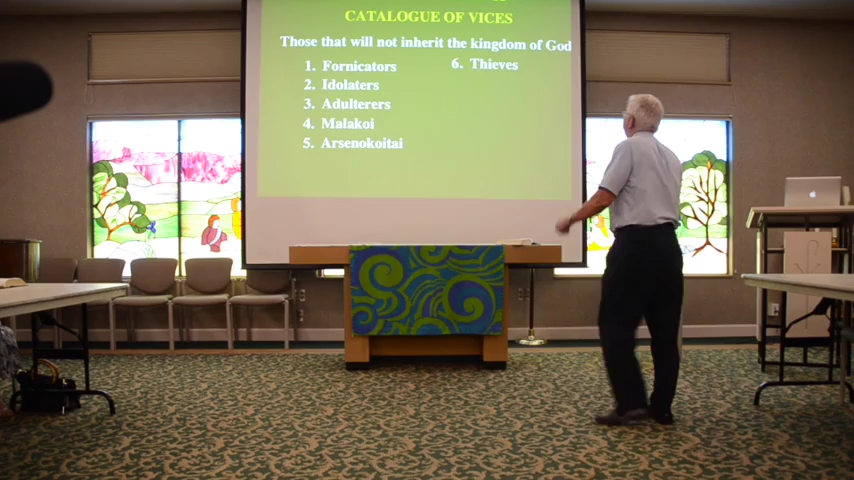 CATALOGUE OF VICES
Those that will not inherit the kingdom of God
1. Fornicators
2. Idolaters
3. Adulterers
4. Malakoi
5. Arsenokoitai
6. Thieves